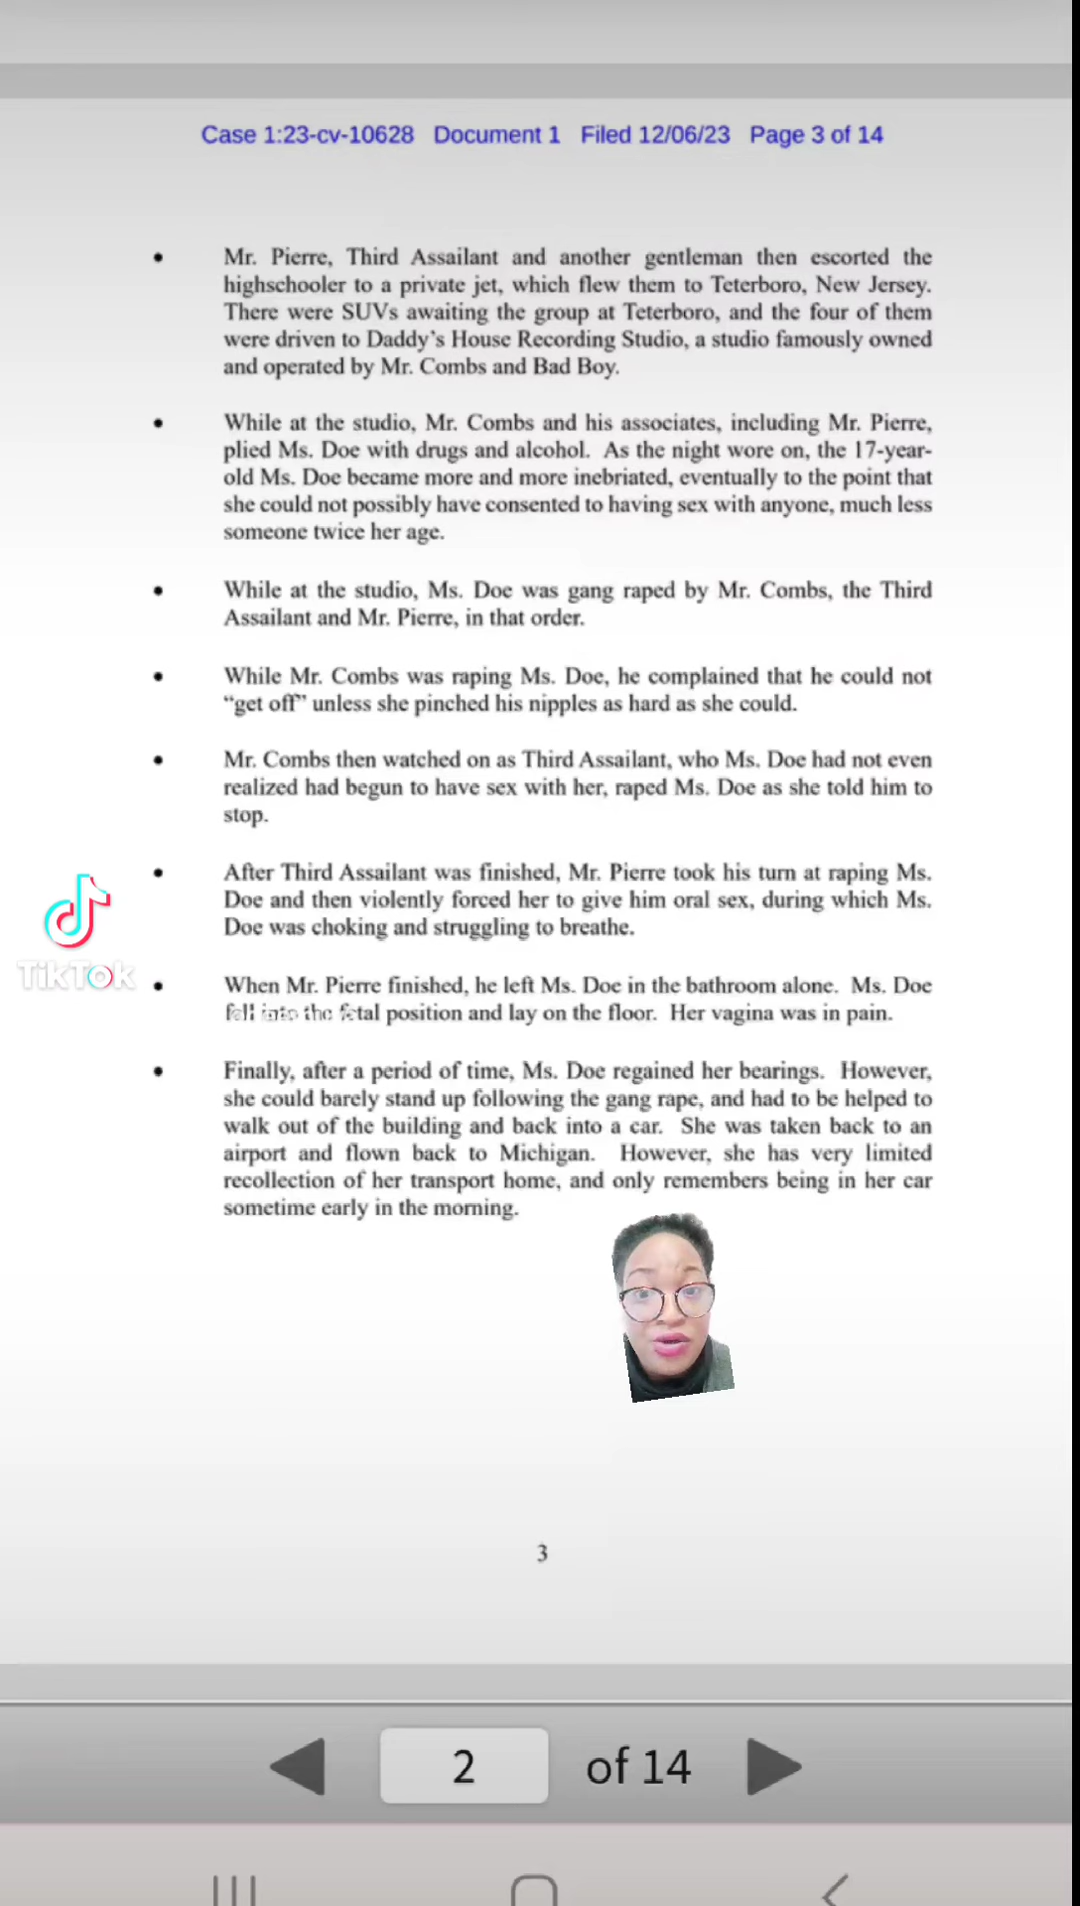 Case 1:23-cv-10628 Document 1 Filed 12/06/23 Page 3 of 14
• Mr. Pierre, Third Assailant and another gentleman then escorted the
highschooler to a private jet, which flew them to Teterboro, New Jersey.
There were SUVs awaiting the group at Teterboro, and the four of them
were driven to Daddy’s House Recording Studio, a studio famously owned
and operated by Mr. Combs and Bad Boy.
• While at the studio, Mr. Combs and his associates, including Mr. Pierre,
plied Ms. Doe with drugs and alcohol. As the night wore on, the 17-year-
old Ms. Doe became more and more inebriated, eventually to the point that
she could not possibly have consented to having sex with anyone, much less
someone twice her age.
• While at the studio, Ms. Doe was gang raped by Mr. Combs, the Third
Assailant and Mr. Pierre, in that order.
• While Mr. Combs was raping Ms. Doe, he complained that he could not
“get off” unless she pinched his nipples as hard as she could.
• Mr. Combs then watched on as Third Assailant, who Ms. Doe had not even
realized had begun to have sex with her, raped Ms. Doe as she told him to
stop.
• After Third Assailant was finished, Mr. Pierre took his turn at raping Ms.
Doe and then violently forced her to give him oral sex, during which Ms.
Doe was choking and struggling to breathe.
TikTok
• When Mr. Pierre finished, he left Ms. Doe in the bathroom alone. Ms. Doe
fell into the fetal position and lay on the floor. Her vagina was in pain.
• Finally, after a period of time, Ms. Doe regained her bearings. However,
she could barely stand up following the gang rape, and had to be helped to
walk out of the building and back into a car. She was taken back to an
airport and flown back to Michigan. However, she has very limited
recollection of her transport home, and only remembers being in her car
sometime early in the morning.
3
2 of 14